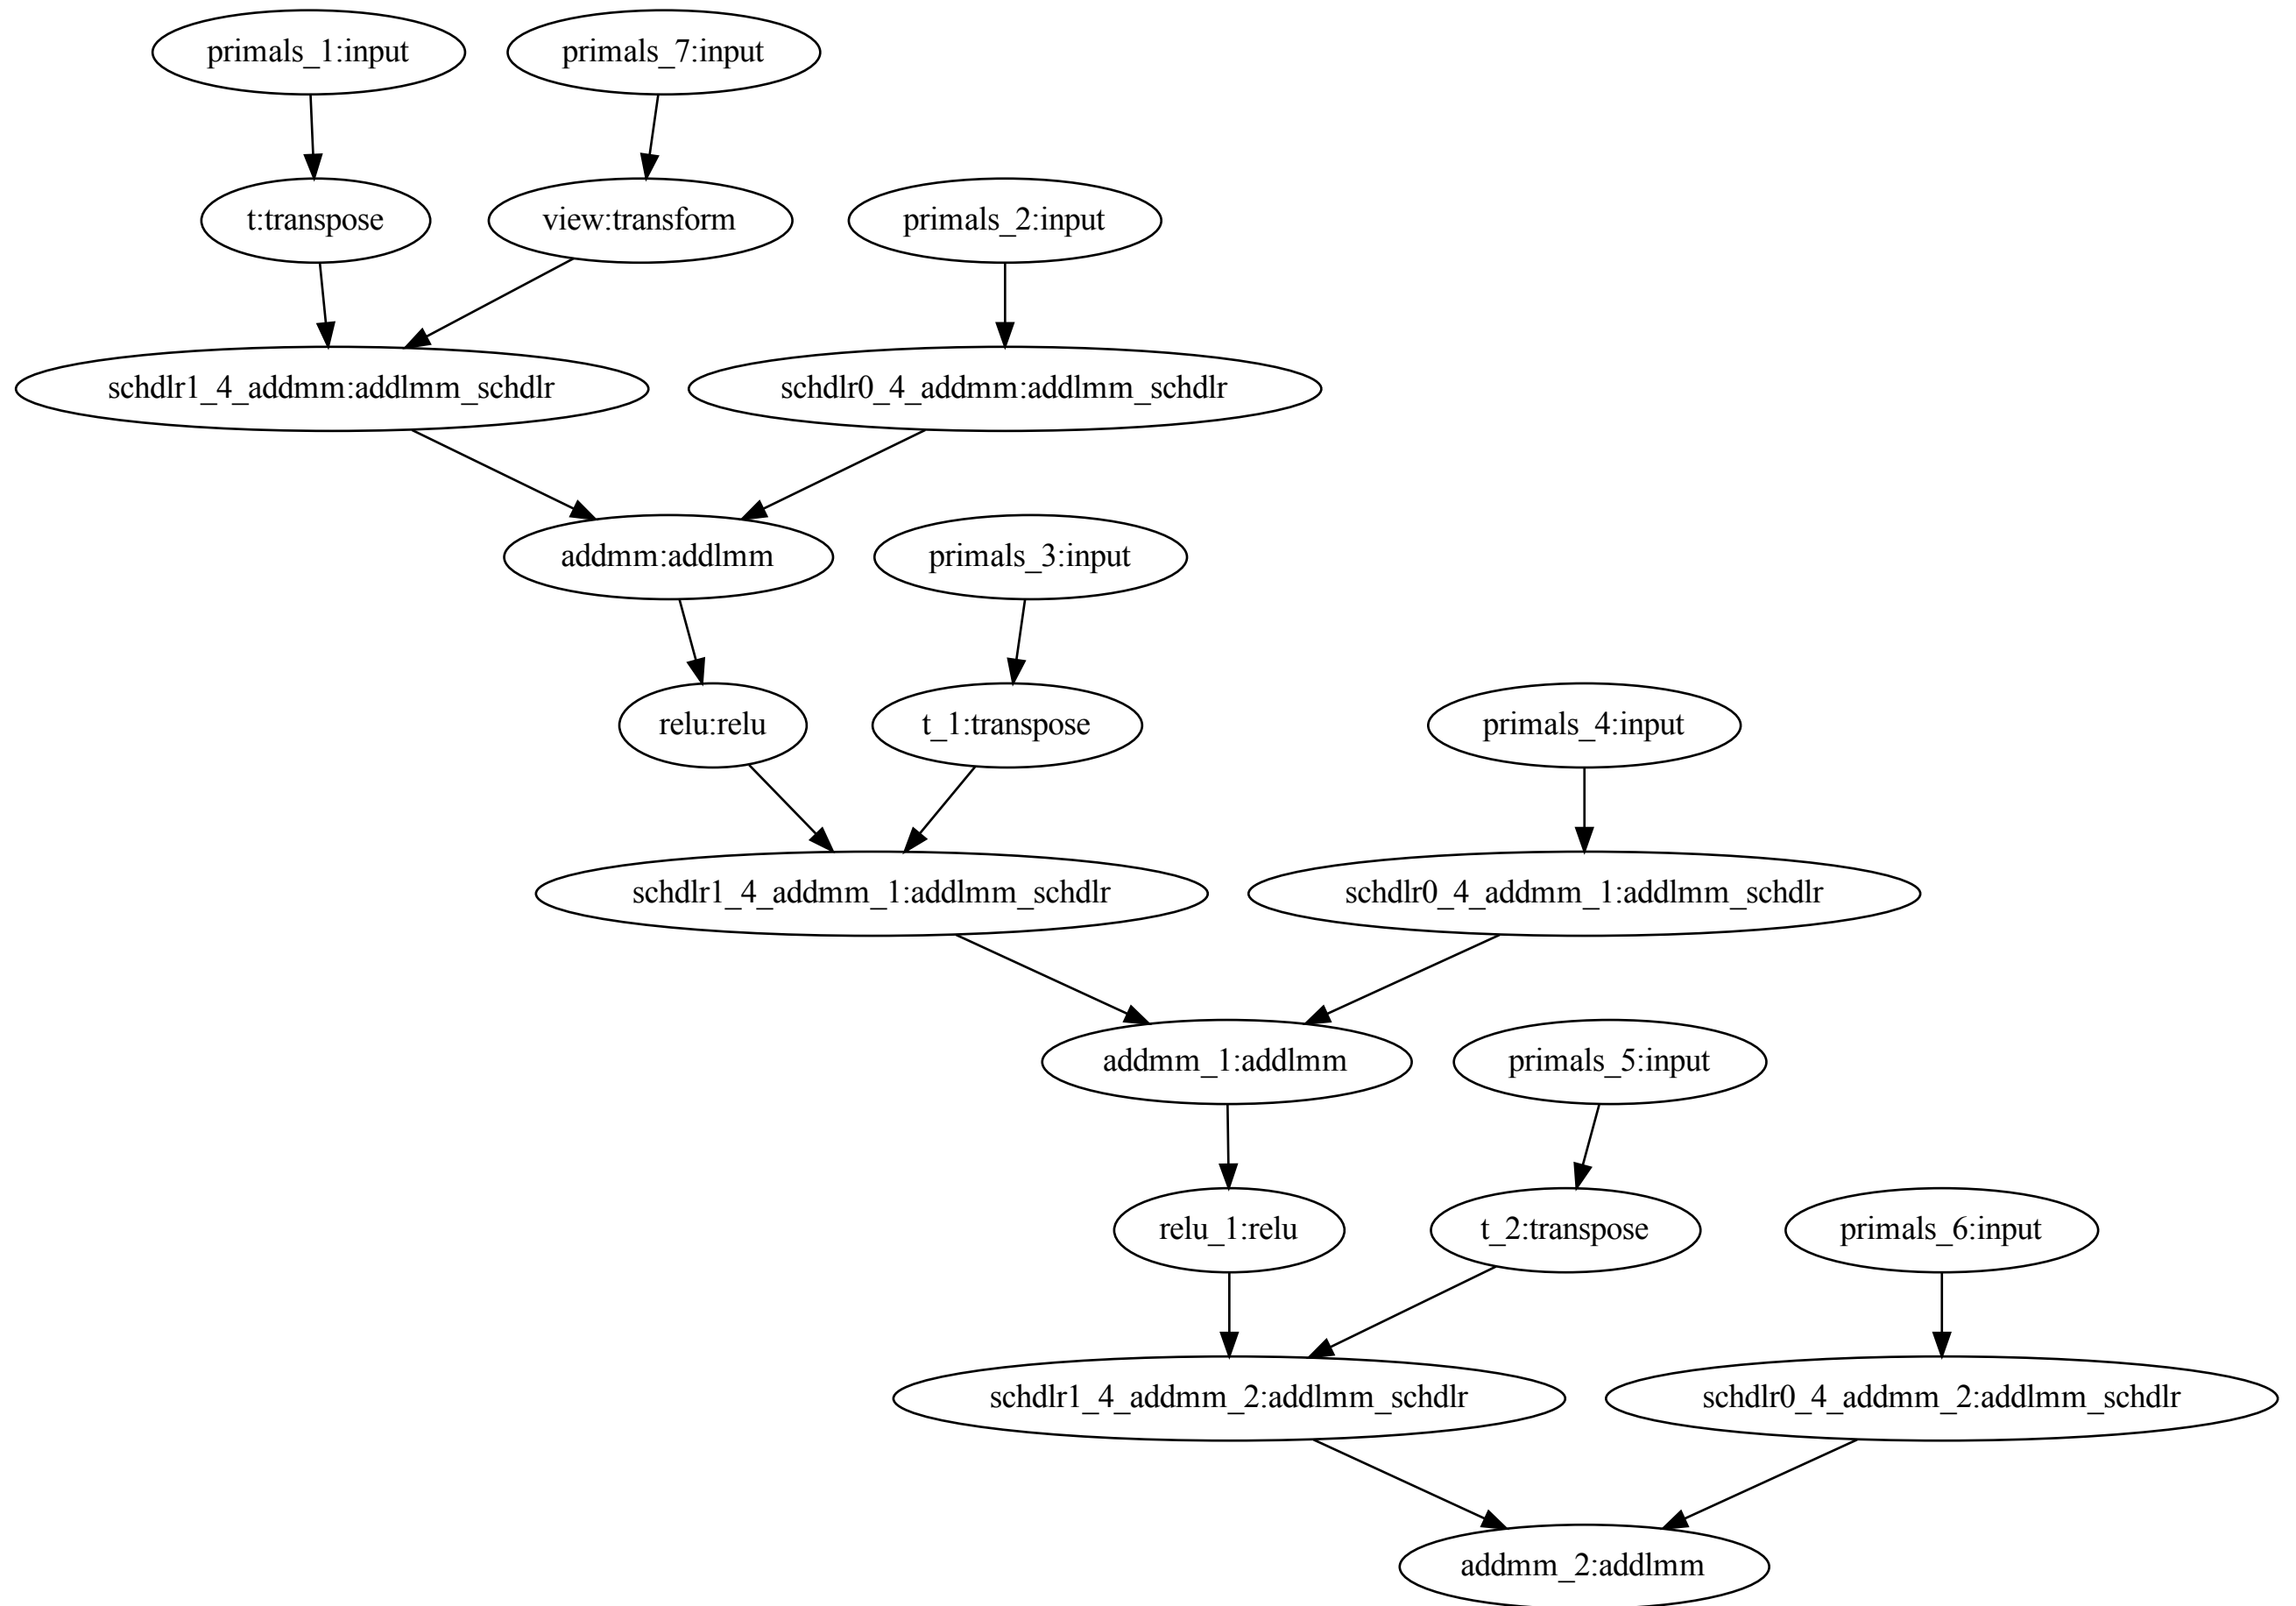 primals_1:input
primals_7:input
t:transpose
view:transform
primals_2:input
schdlr1_4_addmm:addlmm_schdlr
schdlr0_4_addmm:addlmm_schdlr
addmm:addlmm
primals_3:input
relu:relu
t_1:transpose
primals_4:input
schdlr1_4_addmm_1:addlmm_schdlr
schdlr0_4_addmm_1:addlmm_schdlr
addmm_1:addlmm
primals_5:input
relu_1:relu
t_2:transpose
primals_6:input
schdlr1_4_addmm_2:addlmm_schdlr
schdlr0_4_addmm_2:addlmm_schdlr
addmm_2:addlmm